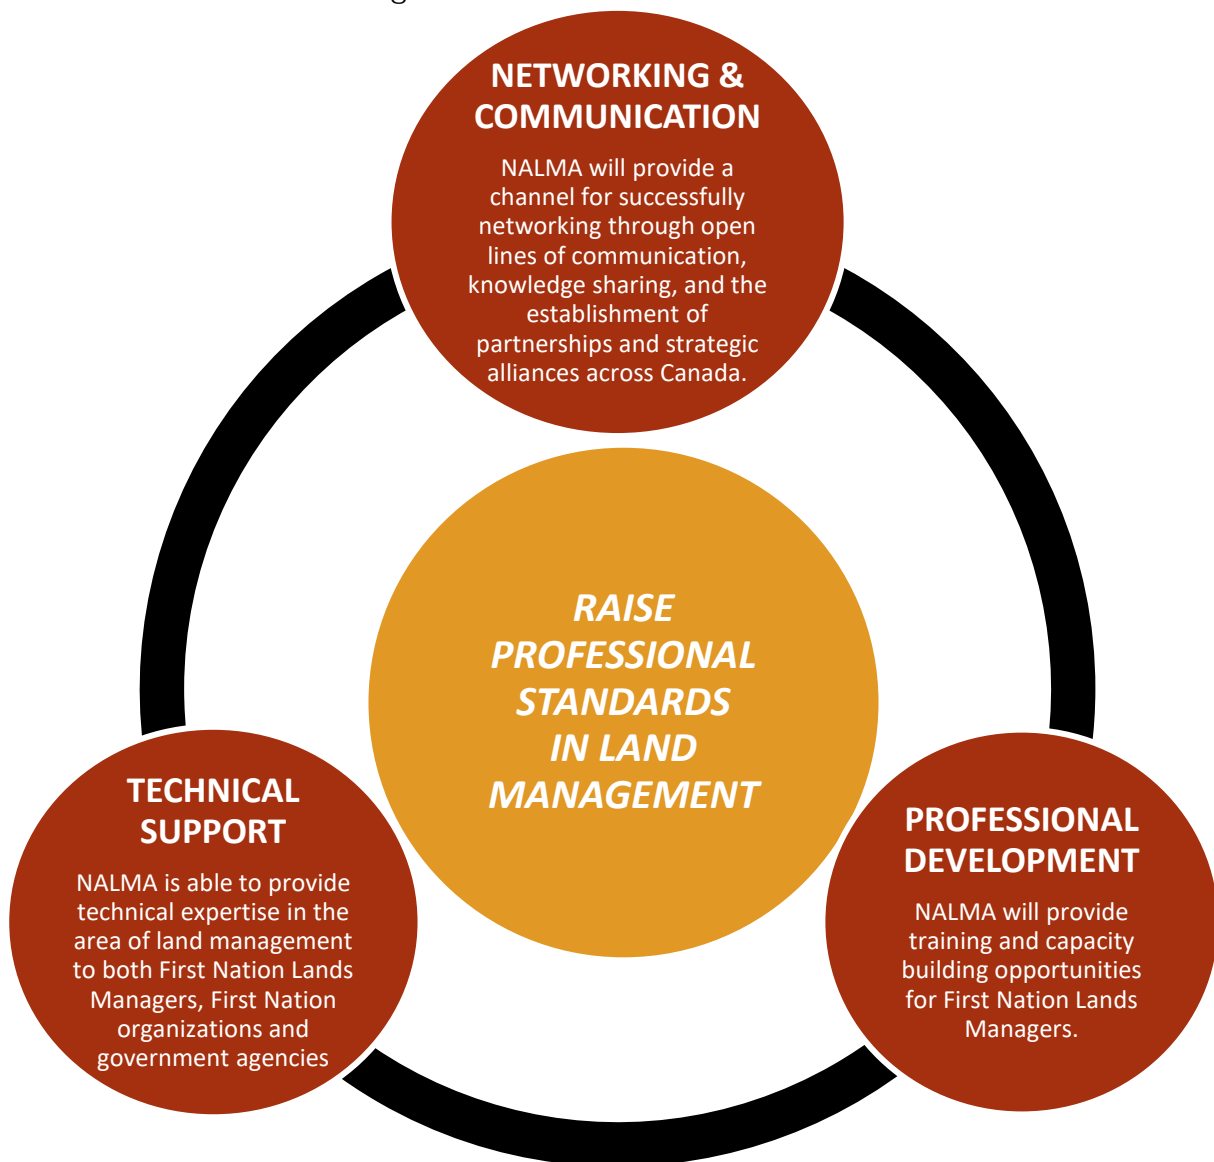 NETWORKING &
COMMUNICATION
NALMA will provide a
channel for successfully
networking through open
lines of communication,
knowledge sharing, and the
establishment of
partnerships and strategic
alliances across Canada.
RAISE
PROFESSIONAL
STANDARDS
IN LAND
MANAGEMENT
TECHNICAL
SUPPORT
NALMA is able to provide
technical expertise in the
area of land management
to both First Nation Lands
Managers, First Nation
organizations and
government agencies
PROFESSIONAL
DEVELOPMENT
NALMA will provide
training and capacity
building opportunities
for First Nation Lands
Managers.